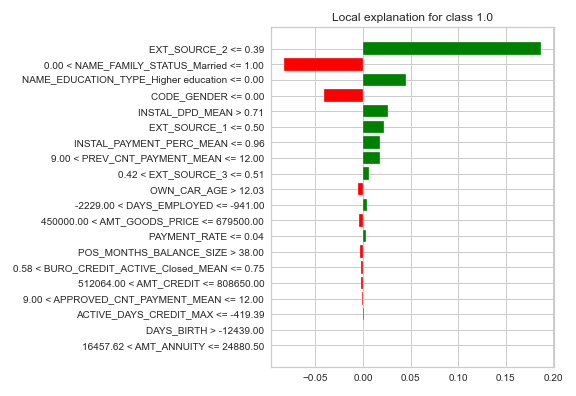 Local explanation for class 1.0
EXT_SOURCE_2 <= 0.39
0.00 < NAME_FAMILY_STATUS_Married <= 1.00
NAME_EDUCATION_TYPE_Higher education <= 0.00
CODE_GENDER <= 0.00
INSTAL_DPD_MEAN > 0.71
EXT_SOURCE_1 <= 0.50
INSTAL_PAYMENT_PERC_MEAN <= 0.96
9.00 < PREV_CNT_PAYMENT_MEAN <= 12.00
0.42 < EXT_SOURCE_3 <= 0.51
OWN_CAR_AGE > 12.03
-2229.00 < DAYS_EMPLOYED <= -941.00
450000.00 < AMT_GOODS_PRICE <= 679500.00
PAYMENT_RATE <= 0.04
POS_MONTHS_BALANCE_SIZE > 38.00
0.58 < BURO_CREDIT_ACTIVE_Closed_MEAN <= 0.75
512064.00 < AMT_CREDIT <= 808650.00
9.00 < APPROVED_CNT_PAYMENT_MEAN <= 12.00
ACTIVE_DAYS_CREDIT_MAX <= -419.39
DAYS_BIRTH > -12439.00
16457.62 < AMT_ANNUITY <= 24880.50
−0.05 0.00 0.05 0.10 0.15 0.20